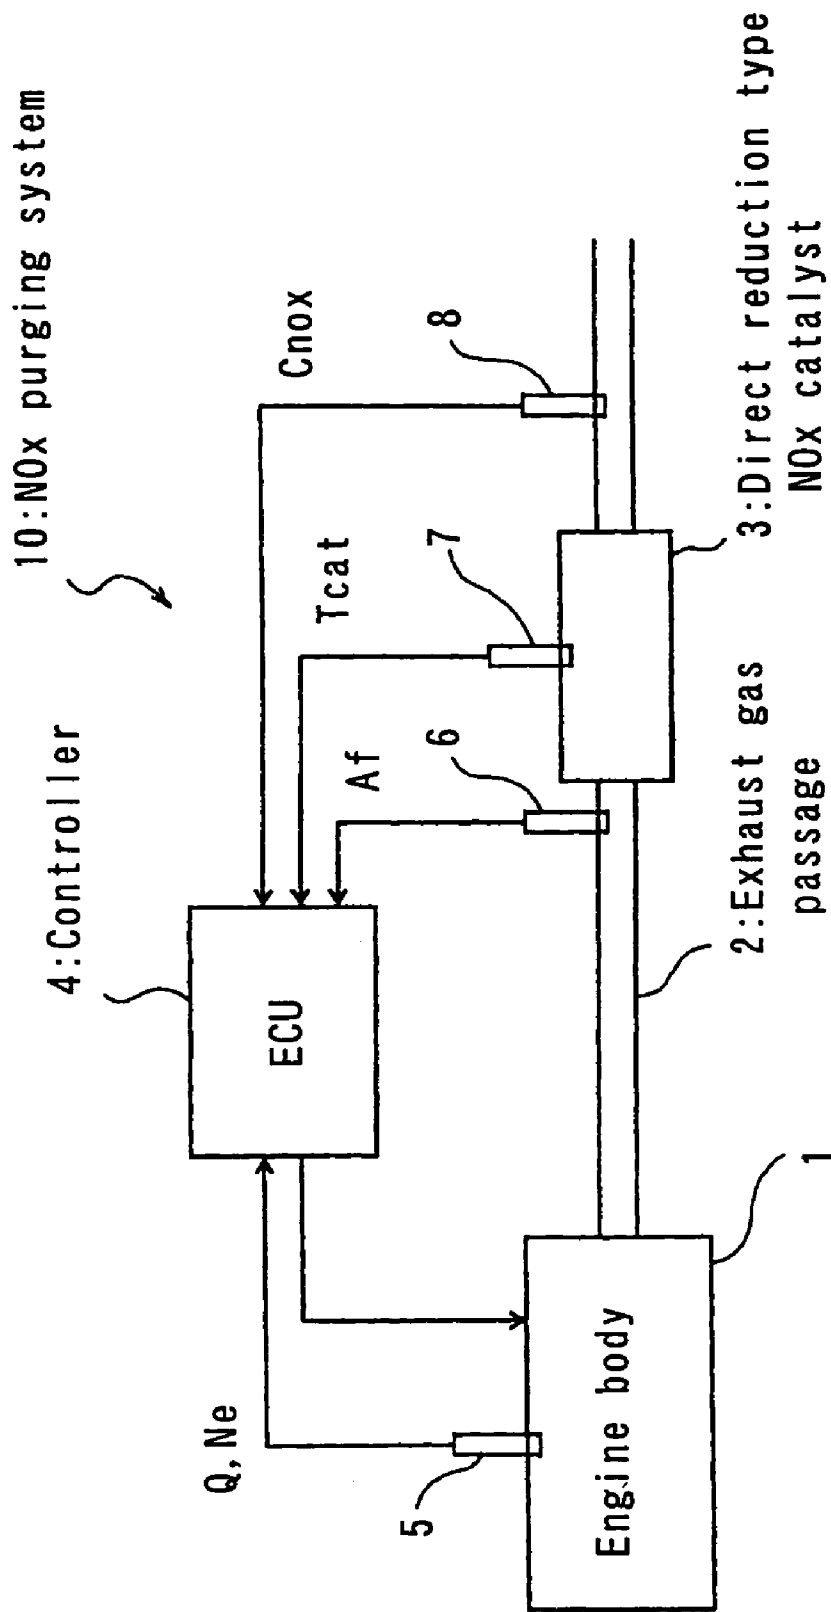 10:NOx purging system
4:Controller
Cnox
Tcat
Af
Q,Ne
ECU
8
7
6
5
Engine body
3:Direct reduction type
NOx catalyst
2:Exhaust gas
passage
1